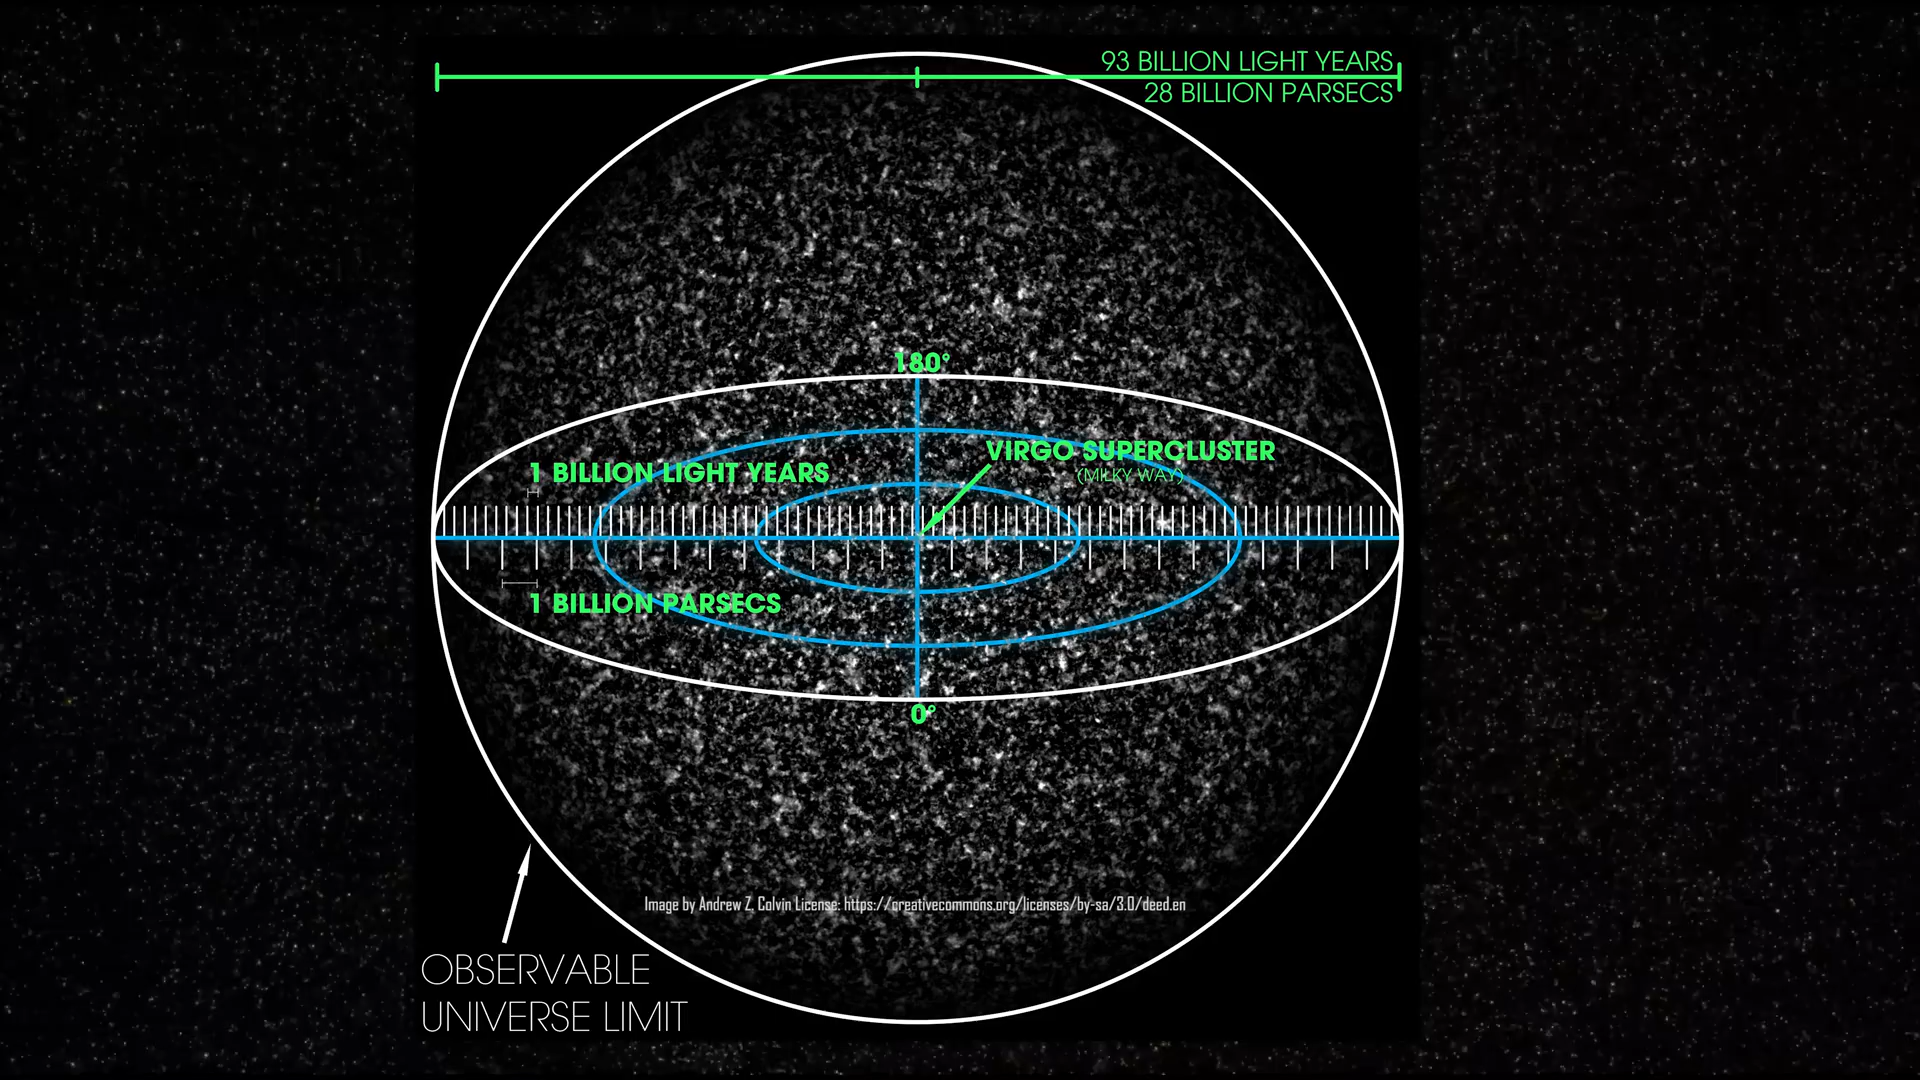 93 BILLION LIGHT YEARS
28 BILLION PARSECS
180°
VIRGO SUPERCLUSTER
(MILKY WAY)
1 BILLION LIGHT YEARS
1 BILLION PARSECS
0°
Image by Andrew Z. Colvin License: https://creativecommons.org/licenses/by-sa/3.0/deed.en
OBSERVABLE
UNIVERSE LIMIT